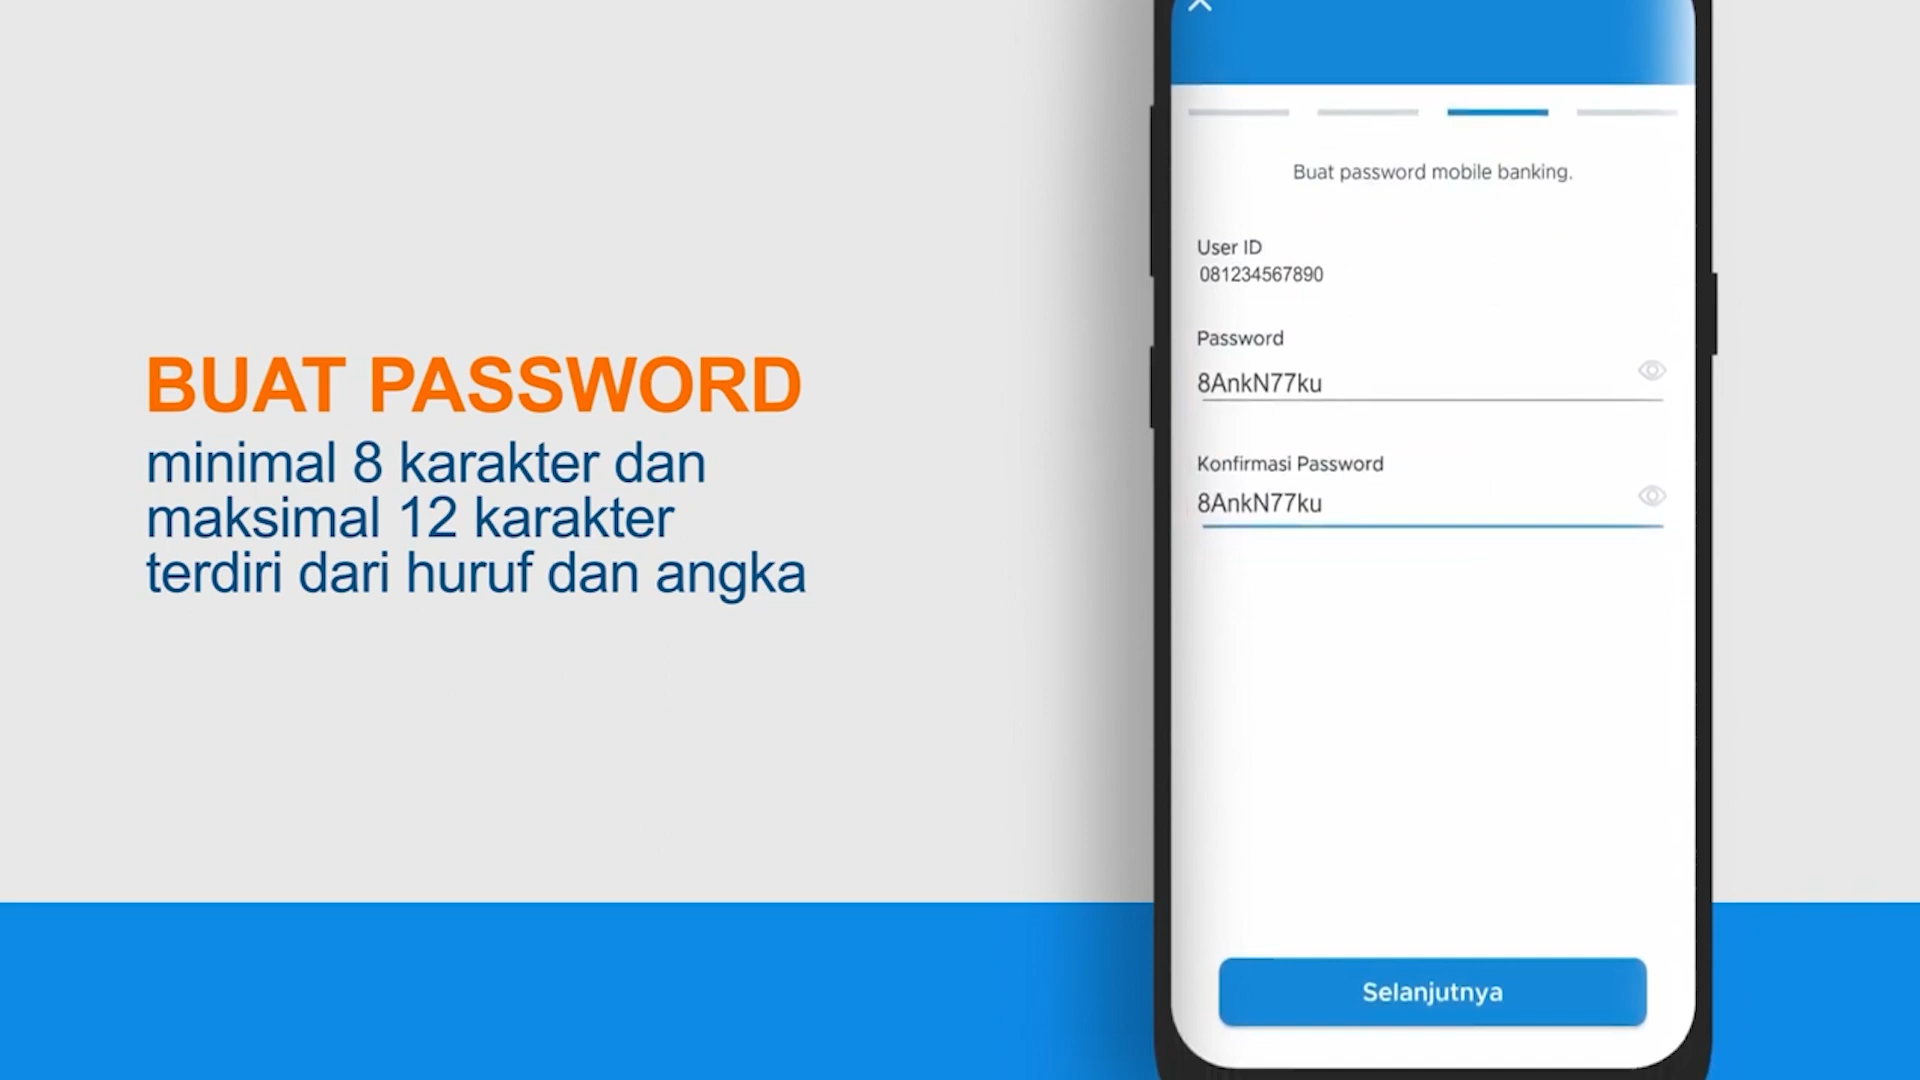 BUAT PASSWORD
minimal 8 karakter dan
maksimal 12 karakter
terdiri dari huruf dan angka
Buat password mobile banking.
User ID
081234567890
Password
8AnkN77ku
Konfirmasi Password
8AnkN77ku
Selanjutnya